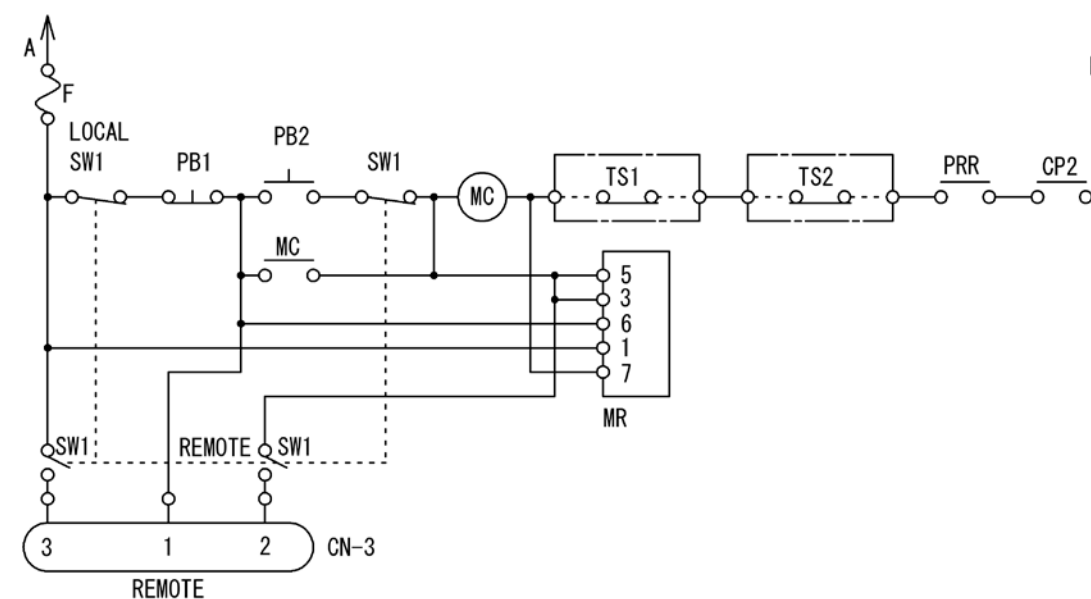 A
F
LOCAL
SW1
PB1
PB2
SW1
MC
TS1
TS2
PRR
CP2
MC
5
3
6
1
7
MR
SW1
REMOTE
SW1
3
1
2
CN-3
REMOTE